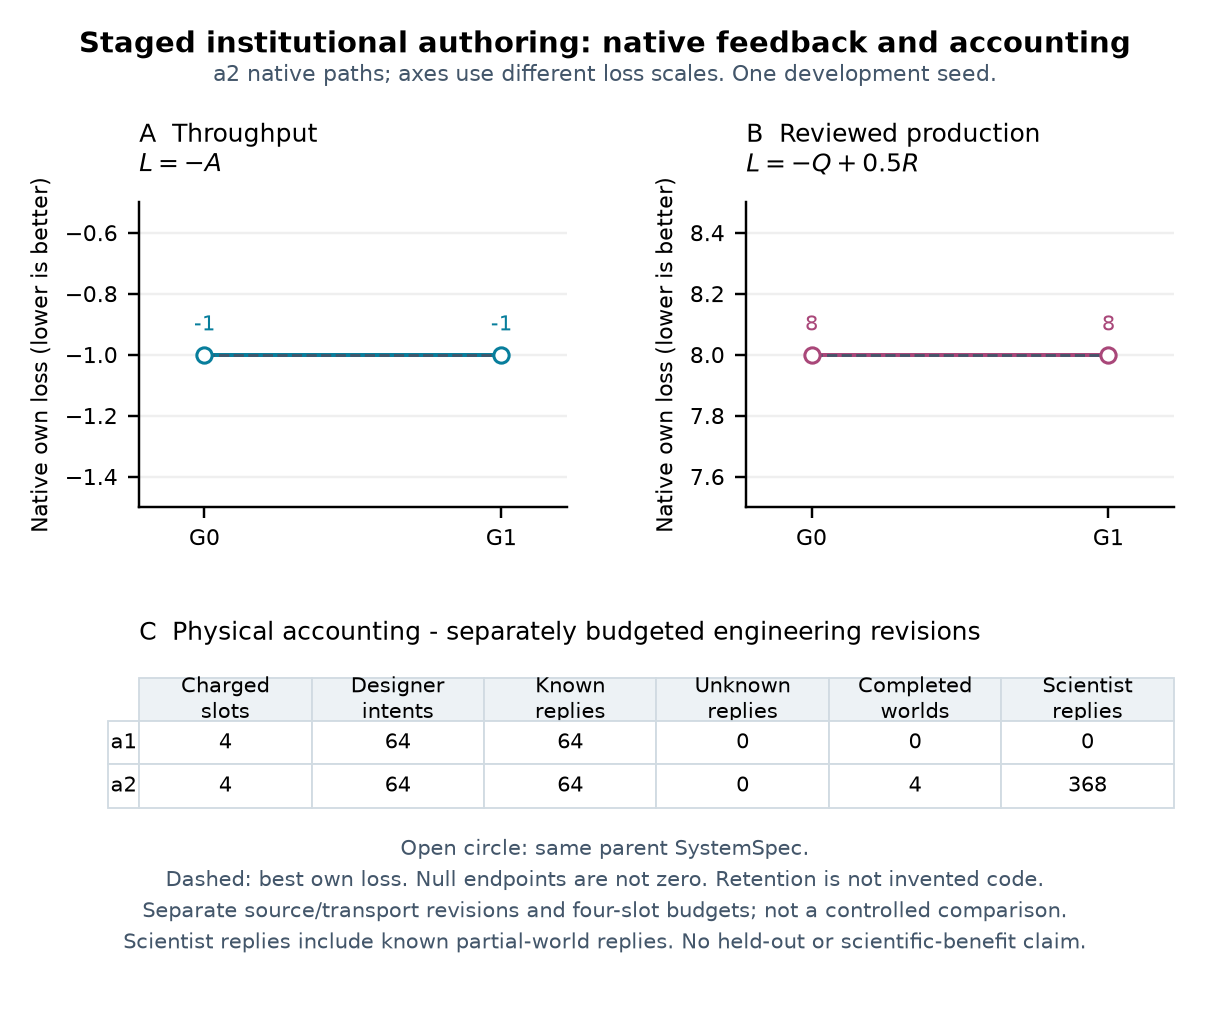 Staged institutional authoring: native feedback and accounting
a2 native paths; axes use different loss scales. One development seed.
A Throughput
L = −A
Native own loss (lower is better)
−0.6
−0.8
−1.0
−1.2
−1.4
-1
-1
G0
G1
B Reviewed production
L = −Q + 0.5R
Native own loss (lower is better)
8.4
8.2
8.0
7.8
7.6
8
8
G0
G1
C Physical accounting - separately budgeted engineering revisions
Charged slots
Designer intents
Known replies
Unknown replies
Completed worlds
Scientist replies
a1 4 64 64 0 0 0
a2 4 64 64 0 4 368
Open circle: same parent SystemSpec.
Dashed: best own loss. Null endpoints are not zero. Retention is not invented code.
Separate source/transport revisions and four-slot budgets; not a controlled comparison.
Scientist replies include known partial-world replies. No held-out or scientific-benefit claim.